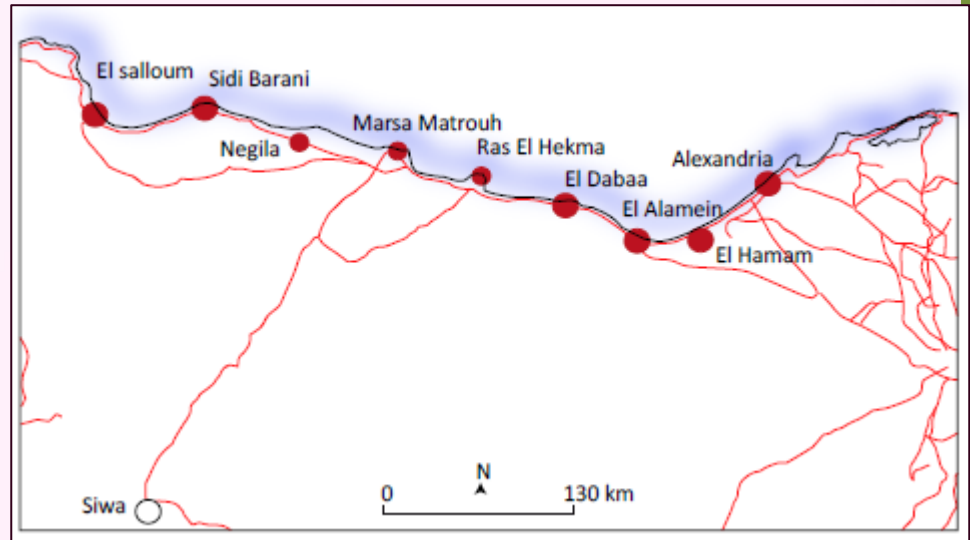 El salloum
Sidi Barani
Negila
Marsa Matrouh
Ras El Hekma
El Dabaa
Alexandria
El Alamein
El Hamam
N
0 130 km
Siwa